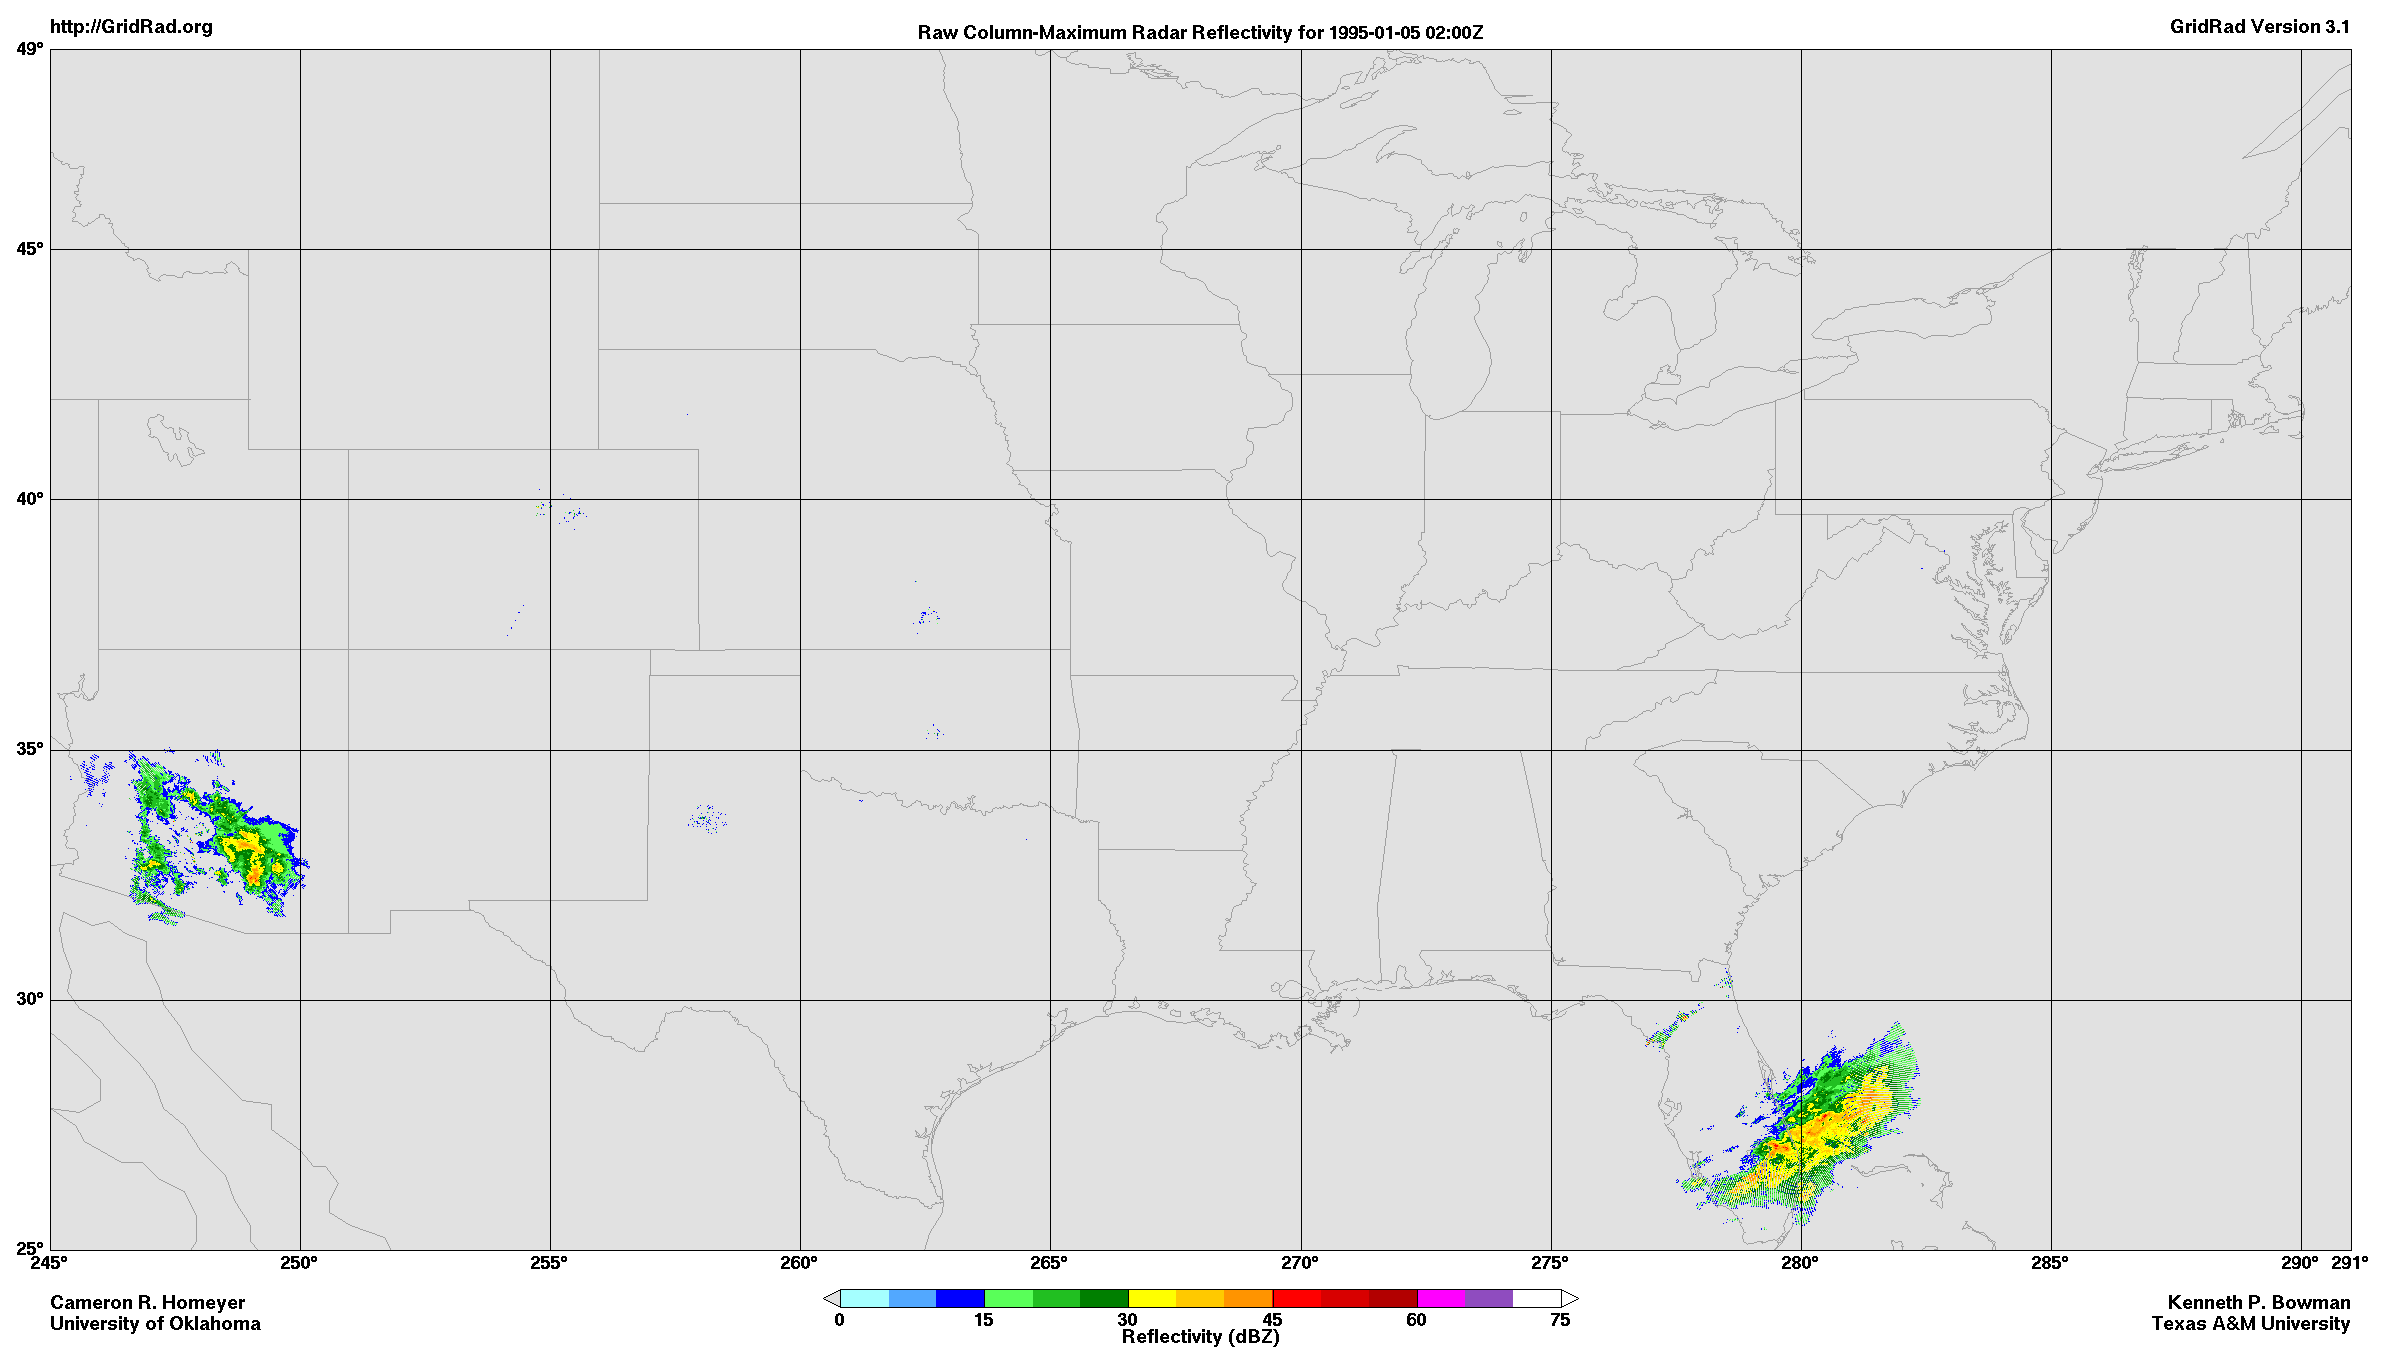 http://GridRad.org
Raw Column-Maximum Radar Reflectivity for 1995-01-05 02:00Z
GridRad Version 3.1
49°
45°
40°
35°
30°
25°
245° 250° 255° 260° 265° 270° 275° 280° 285° 290° 291°
0 15 30 45 60 75
Reflectivity (dBZ)
Cameron R. Homeyer
University of Oklahoma
Kenneth P. Bowman
Texas A&M University